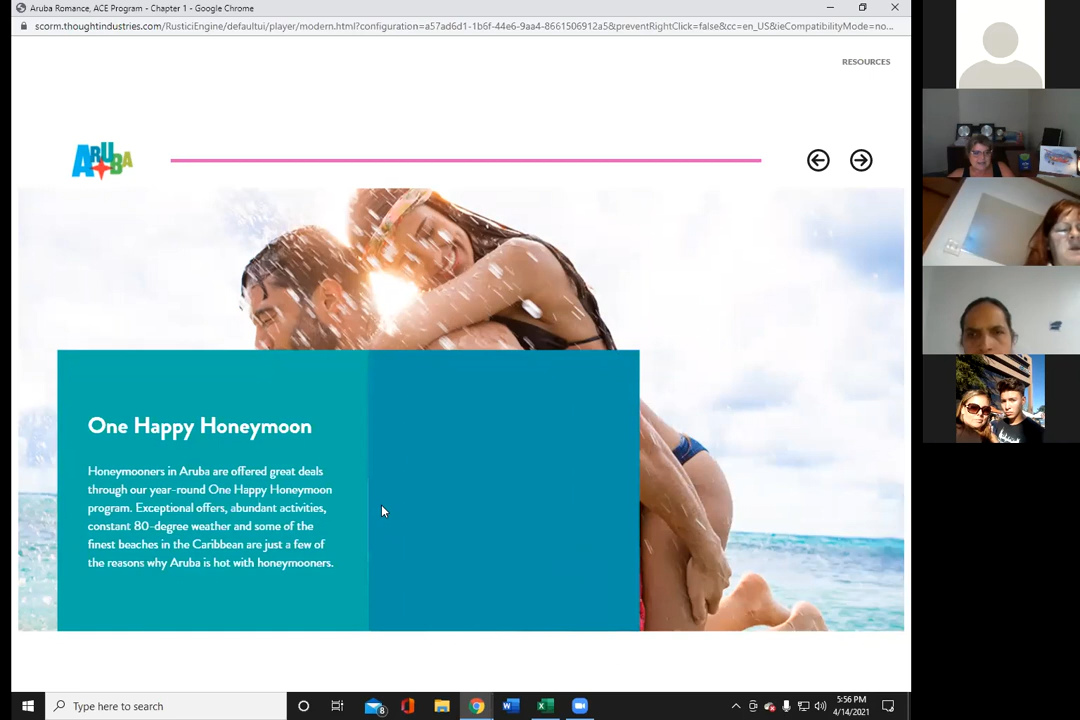 Aruba Romance, ACE Program - Chapter 1 - Google Chrome
scorm.thoughtindustries.com/RusticiEngine/defaultui/player/modern.html?configuration=a57ad6d1-1b6f-44e6-9aa4-8661506912a5&preventRightClick=false&cc=en_US&ieCompatibilityMode=no...
RESOURCES
ARUBA
One Happy Honeymoon
Honeymooners in Aruba are offered great deals
through our year-round One Happy Honeymoon
program. Exceptional offers, abundant activities,
constant 80-degree weather and some of the
finest beaches in the Caribbean are just a few of
the reasons why Aruba is hot with honeymooners.
Type here to search
8
5:56 PM
4/14/2021